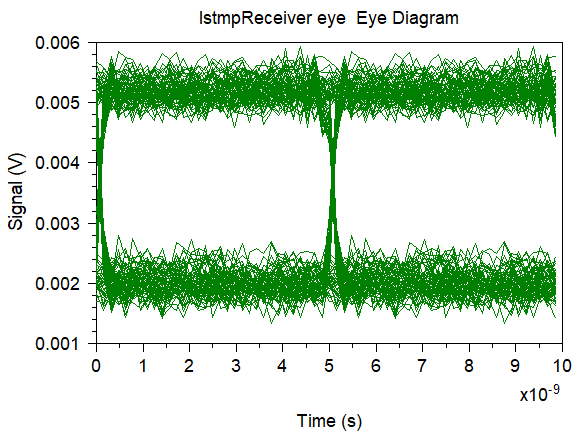 lstmpReceiver eye  Eye Diagram
0.006
0.005
0.004
0.003
0.002
0.001
Signal (V)
0 1 2 3 4 5 6 7 8 9 10
x10-9
Time (s)